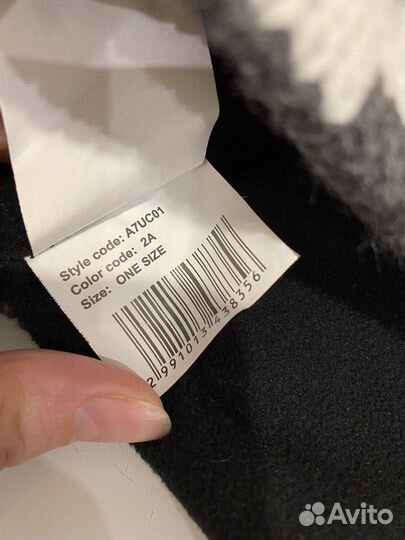 Style code: A7UC01
Color code: 2A
Size: ONE SIZE
2991013438356
Avito